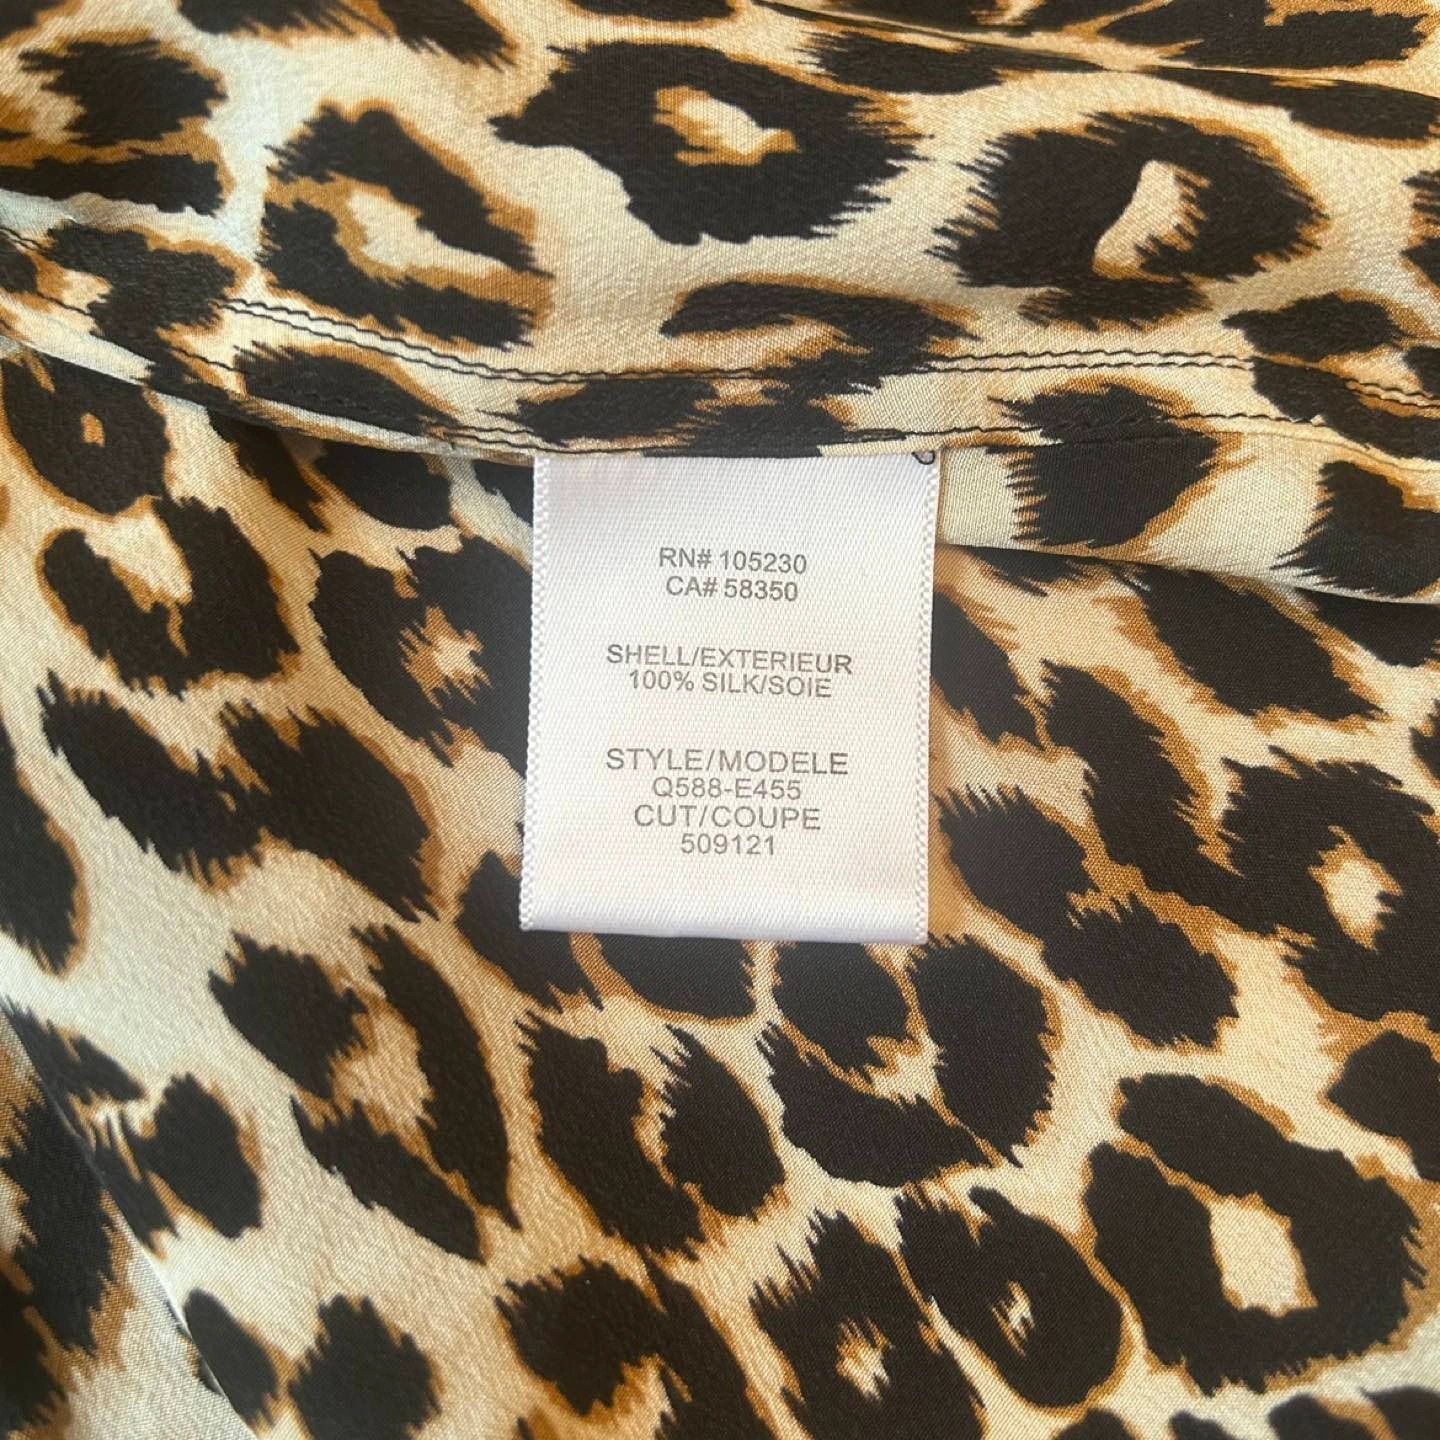 RN# 105230
CA# 58350
SHELL/EXTERIEUR
100% SILK/SOIE
STYLE/MODELE
Q588-E455
CUT/COUPE
509121